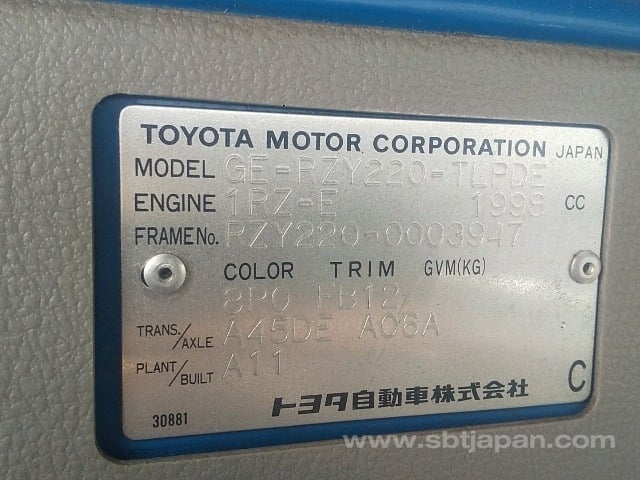 TOYOTA MOTOR CORPORATION JAPAN
MODEL GE-RZY220-TLPDE
ENGINE 1RZ-E 1998 CC
FRAME No. RZY220-0003947
COLOR TRIM GVM(KG)
8P0 FB12
TRANS./AXLE A45DE A06A
PLANT/BUILT A11
トヨタ自動車株式会社 C
30881
www.sbtjapan.com